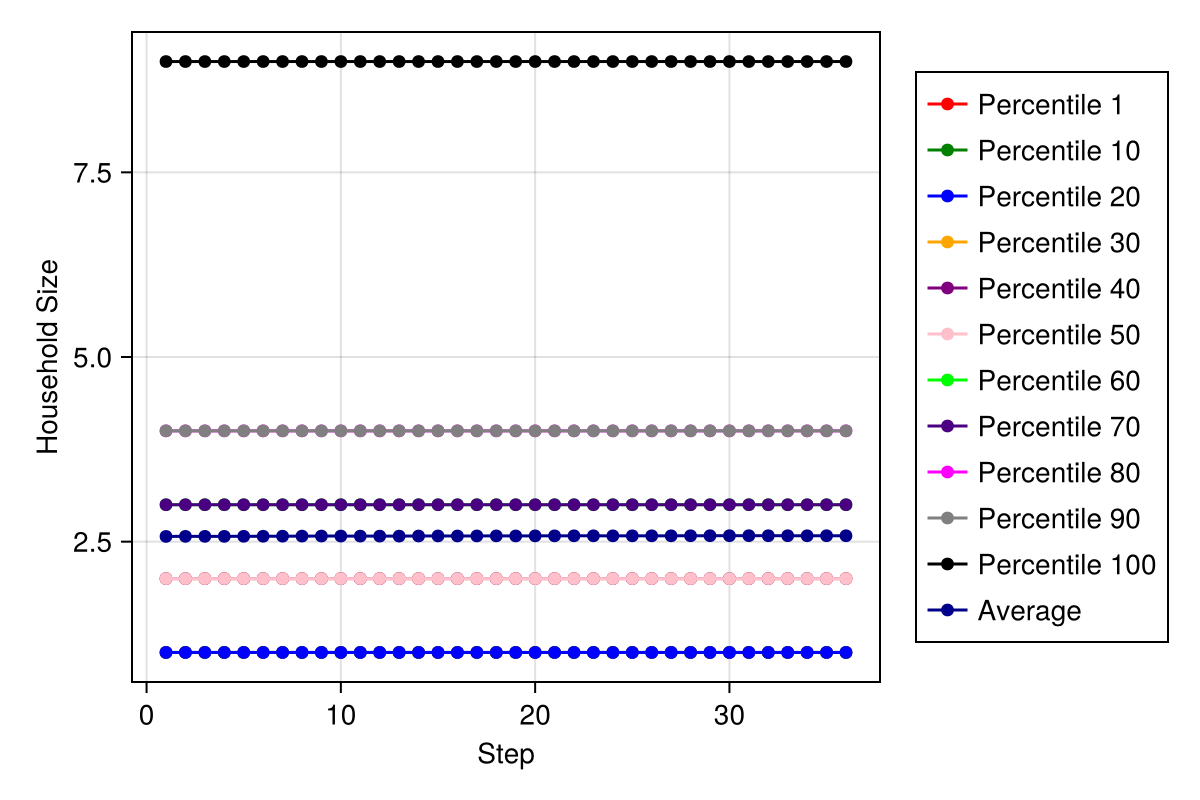 7.5
5.0
2.5
Household Size
0
10
20
30
Step
Percentile 1
Percentile 10
Percentile 20
Percentile 30
Percentile 40
Percentile 50
Percentile 60
Percentile 70
Percentile 80
Percentile 90
Percentile 100
Average